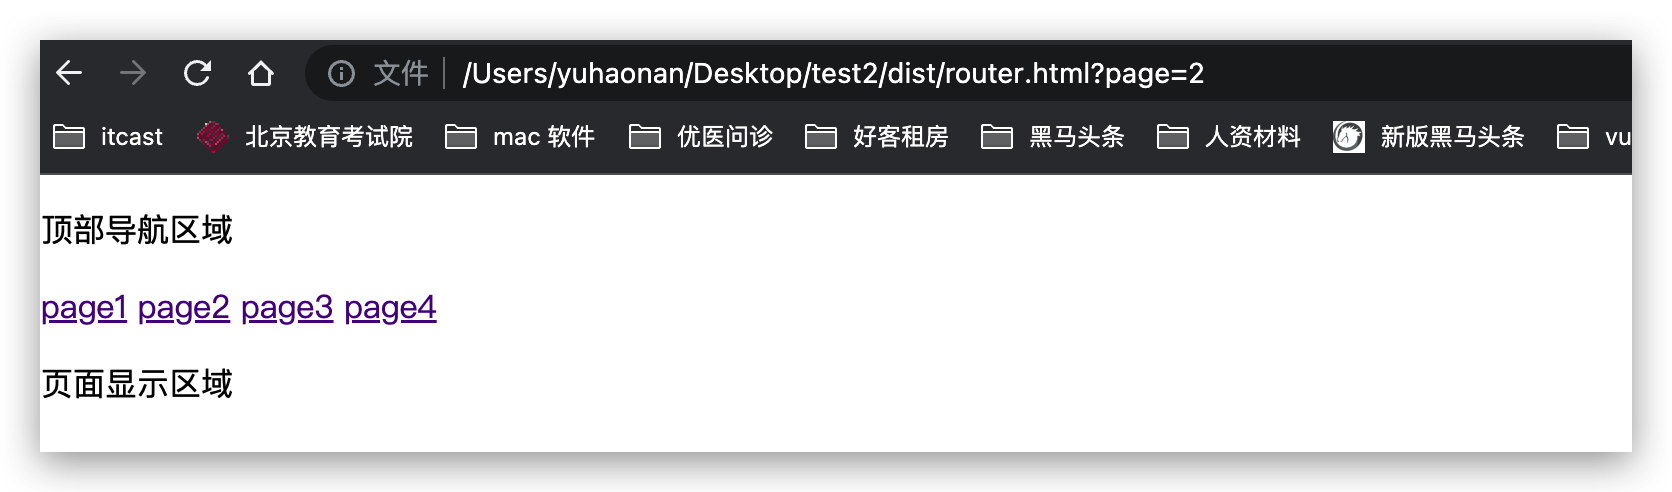 文件 /Users/yuhaonan/Desktop/test2/dist/router.html?page=2
itcast 北京教育考试院 mac 软件 优医问诊 好客租房 黑马头条 人资材料 新版黑马头条 vu
顶部导航区域
page1 page2 page3 page4
页面显示区域